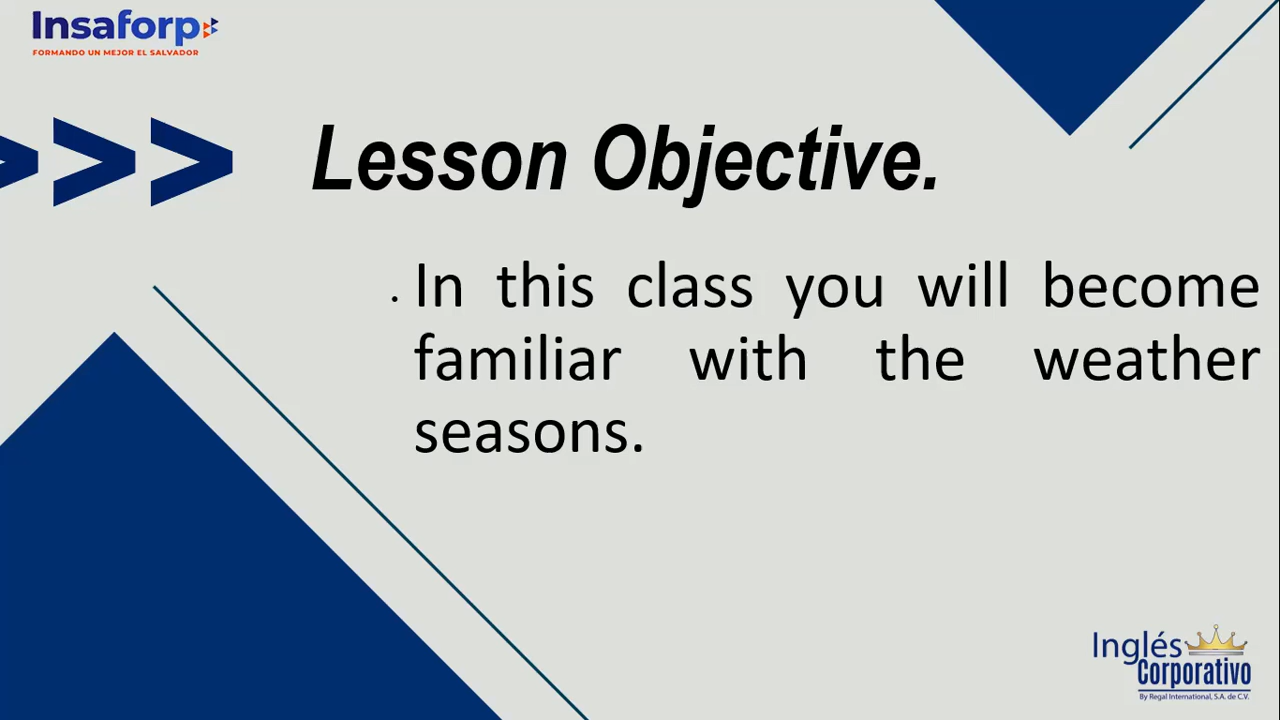 Insaforp
FORMANDO UN MEJOR EL SALVADOR
>>>
Lesson Objective.
. In this class you will become
familiar with the weather
seasons.
Inglés
Corporativo
By Regal International, S.A. de C.V.